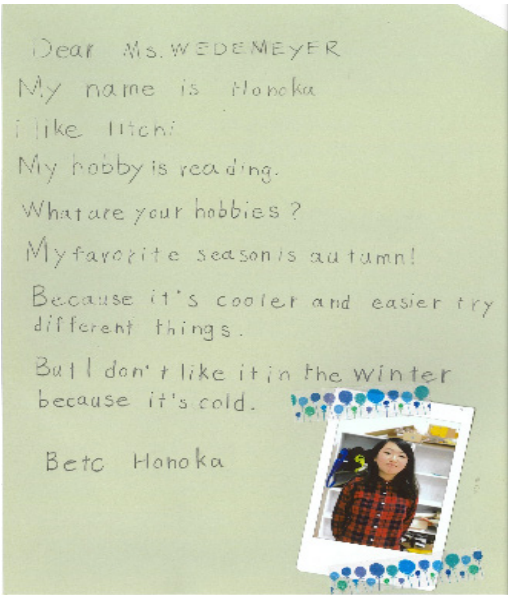 Dear Ms. WEDEMEYER
My name is Honoka
i like litchi
My hobby is reading.
What are your hobbies?
My favorite season is autumn!
Because it's cooler and easier try
different things.
But I don't like it in the winter
because it's cold.
Honoka